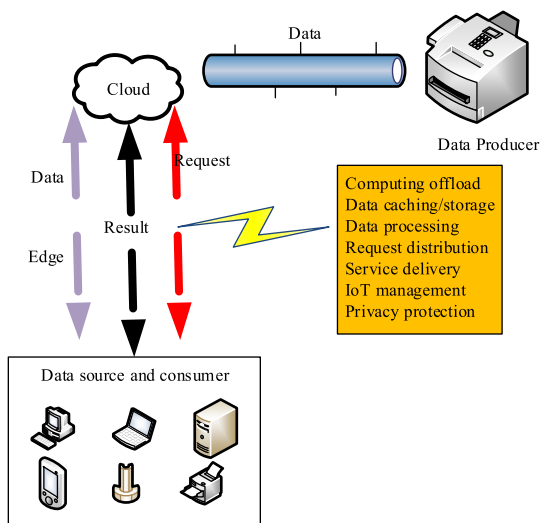 Data
Cloud
Data Producer
Request
Data
Result
Edge
Computing offload
Data caching/storage
Data processing
Request distribution
Service delivery
IoT management
Privacy protection
Data source and consumer